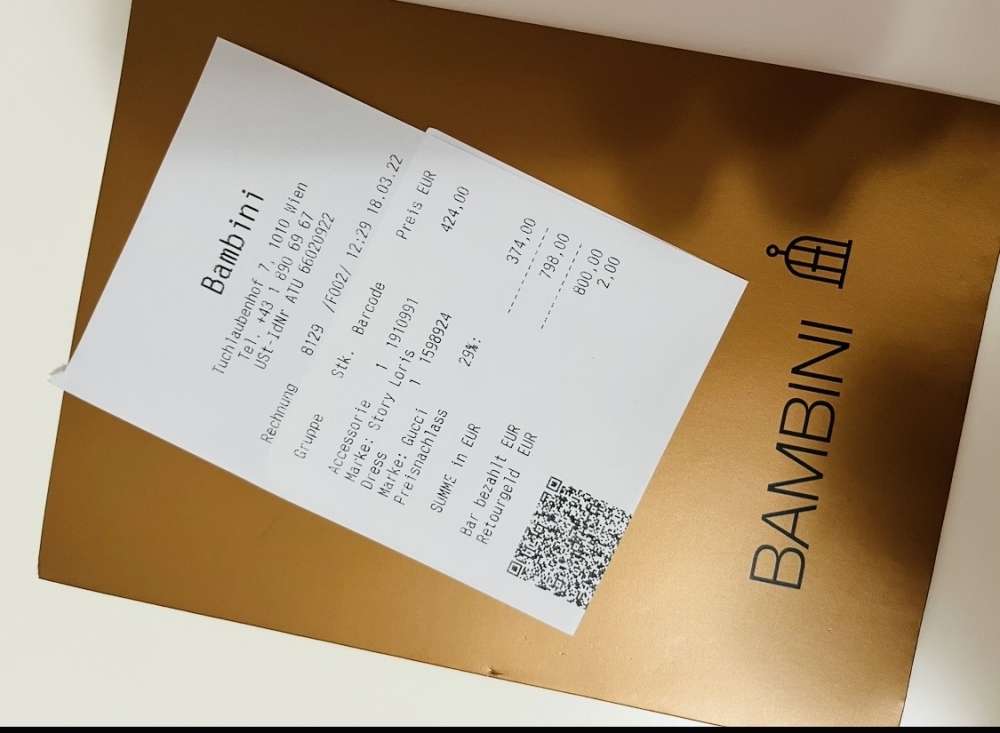 Bambini
Tuchlaubenhof 7, 1010 Wien
Tel. +43 1 890 69 67
USt-IdNr ATU 66020922
Rechnung 8129 /F002/ 12:29 18.03.22
Gruppe Stk. Barcode Preis EUR
Accessorie 1 1910991 424,00
Marke: Story Loris
Dress 1 1598924
Marke: Gucci
Preisnachlass 29%: 374,00
SUMME in EUR 798,00
Bar bezahlt EUR 800,00
Retourgeld EUR 2,00
BAMBINI